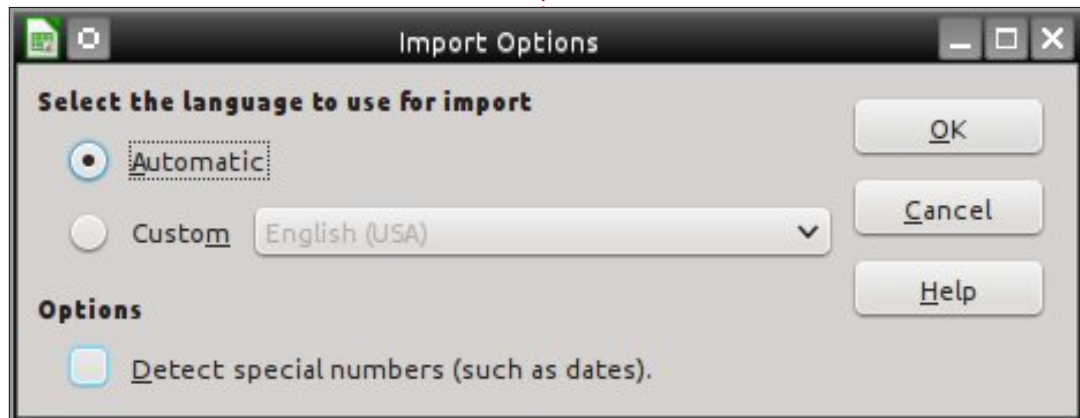 Import Options
Select the language to use for import
Automatic
Custom English (USA)
Options
Detect special numbers (such as dates).
OK
Cancel
Help